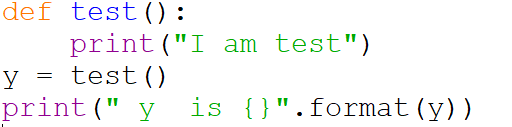 def test():
    print("I am test")
y = test()
print(" y  is {}".format(y))